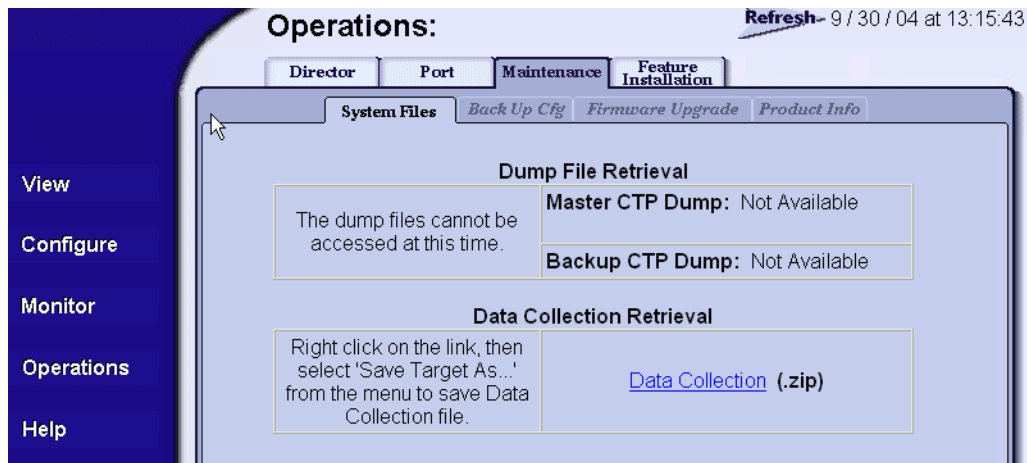 Operations:
Refresh- 9 / 30 / 04 at 13:15:43
Director Port Maintenance Feature Installation
System Files Back Up Cfg Firmware Upgrade Product Info
View
Configure
Monitor
Operations
Help
Dump File Retrieval
The dump files cannot be
accessed at this time.
Master CTP Dump: Not Available
Backup CTP Dump: Not Available
Data Collection Retrieval
Right click on the link, then
select 'Save Target As...'
from the menu to save Data
Collection file.
Data Collection (.zip)